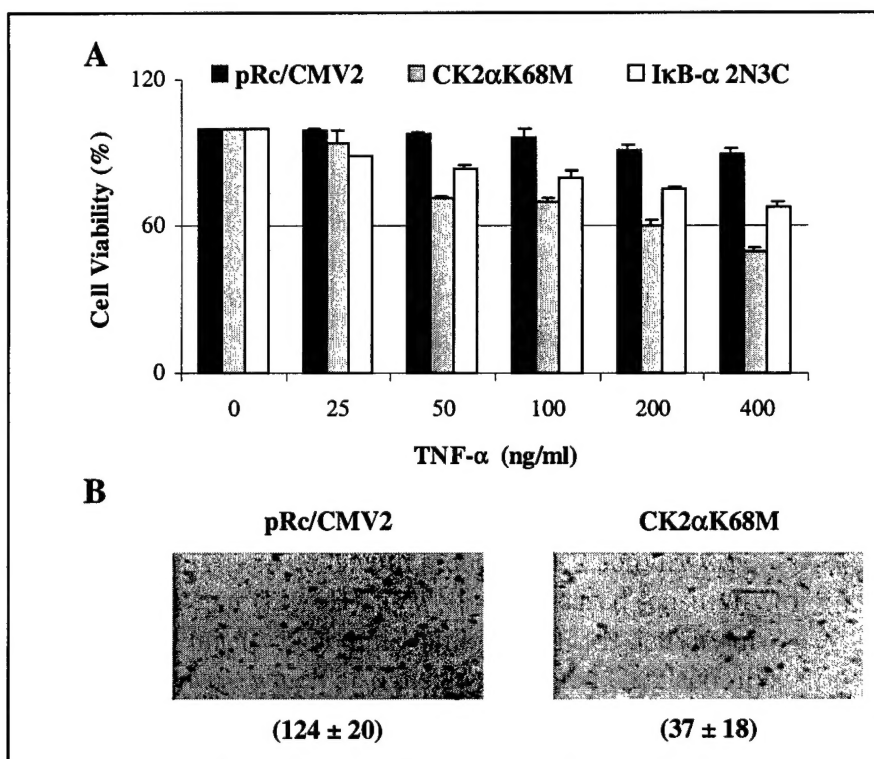 A
pRc/CMV2 CK2αK68M IκB-α 2N3C
120
60
0
Cell Viability (%)
0 25 50 100 200 400
TNF-α (ng/ml)
B
pRc/CMV2 CK2αK68M
(124 ± 20) (37 ± 18)